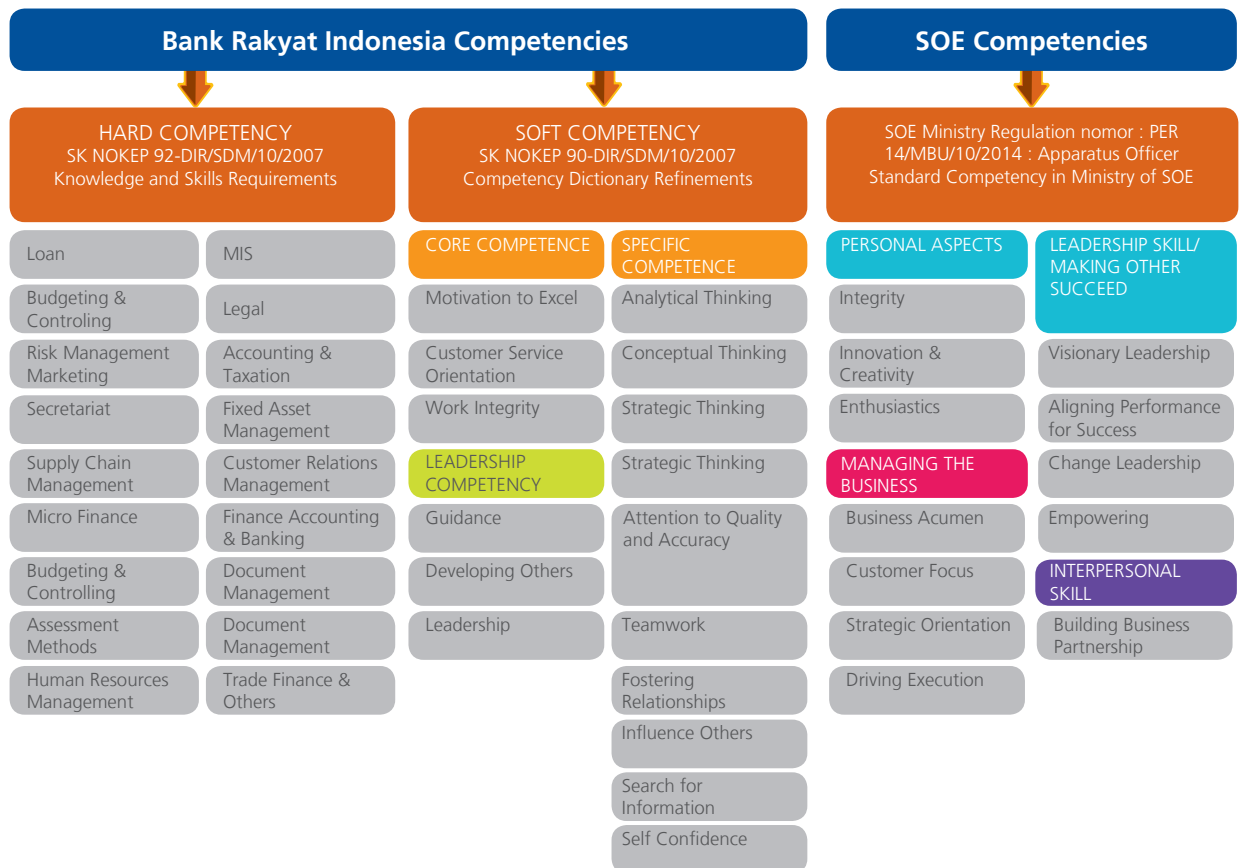 Bank Rakyat Indonesia Competencies
SOE Competencies
HARD COMPETENCY
SK NOKEP 92-DIR/SDM/10/2007
Knowledge and Skills Requirements
SOFT COMPETENCY
SK NOKEP 90-DIR/SDM/10/2007
Competency Dictionary Refinements
SOE Ministry Regulation nomor : PER
14/MBU/10/2014 : Apparatus Officer
Standard Competency in Ministry of SOE
Loan
Budgeting &
Controling
Risk Management
Marketing
Secretariat
Supply Chain
Management
Micro Finance
Budgeting &
Controlling
Assessment
Methods
Human Resources
Management
MIS
Legal
Accounting &
Taxation
Fixed Asset
Management
Customer Relations
Management
Finance Accounting
& Banking
Document
Management
Document
Management
Trade Finance &
Others
CORE COMPETENCE
Motivation to Excel
Customer Service
Orientation
Work Integrity
LEADERSHIP
COMPETENCY
Guidance
Developing Others
Leadership
SPECIFIC
COMPETENCE
Analytical Thinking
Conceptual Thinking
Strategic Thinking
Strategic Thinking
Attention to Quality
and Accuracy
Teamwork
Fostering
Relationships
Influence Others
Search for
Information
Self Confidence
PERSONAL ASPECTS
Integrity
Innovation &
Creativity
Enthusiastics
MANAGING THE
BUSINESS
Business Acumen
Customer Focus
Strategic Orientation
Driving Execution
LEADERSHIP SKILL/
MAKING OTHER
SUCCEED
Visionary Leadership
Aligning Performance
for Success
Change Leadership
Empowering
INTERPERSONAL
SKILL
Building Business
Partnership